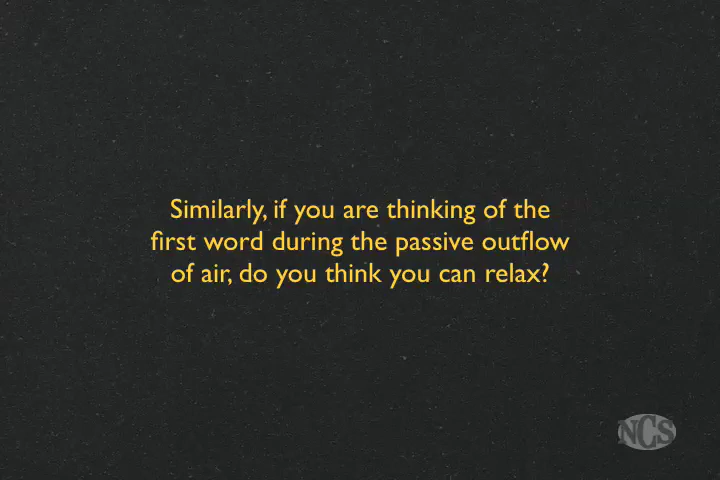 Similarly, if you are thinking of the
first word during the passive outflow
of air, do you think you can relax?
NCS